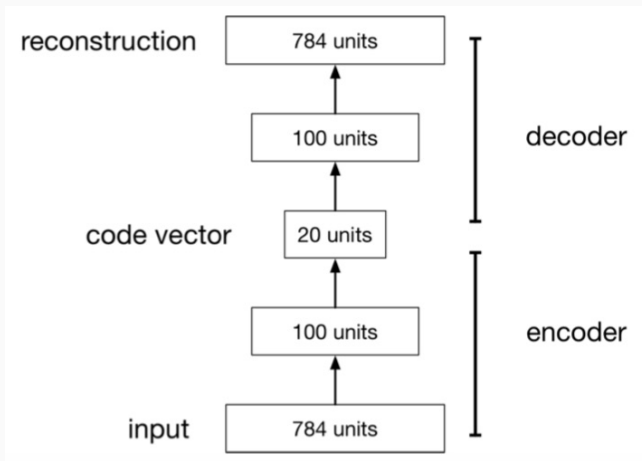 reconstruction
784 units
100 units
decoder
code vector
20 units
100 units
encoder
input
784 units